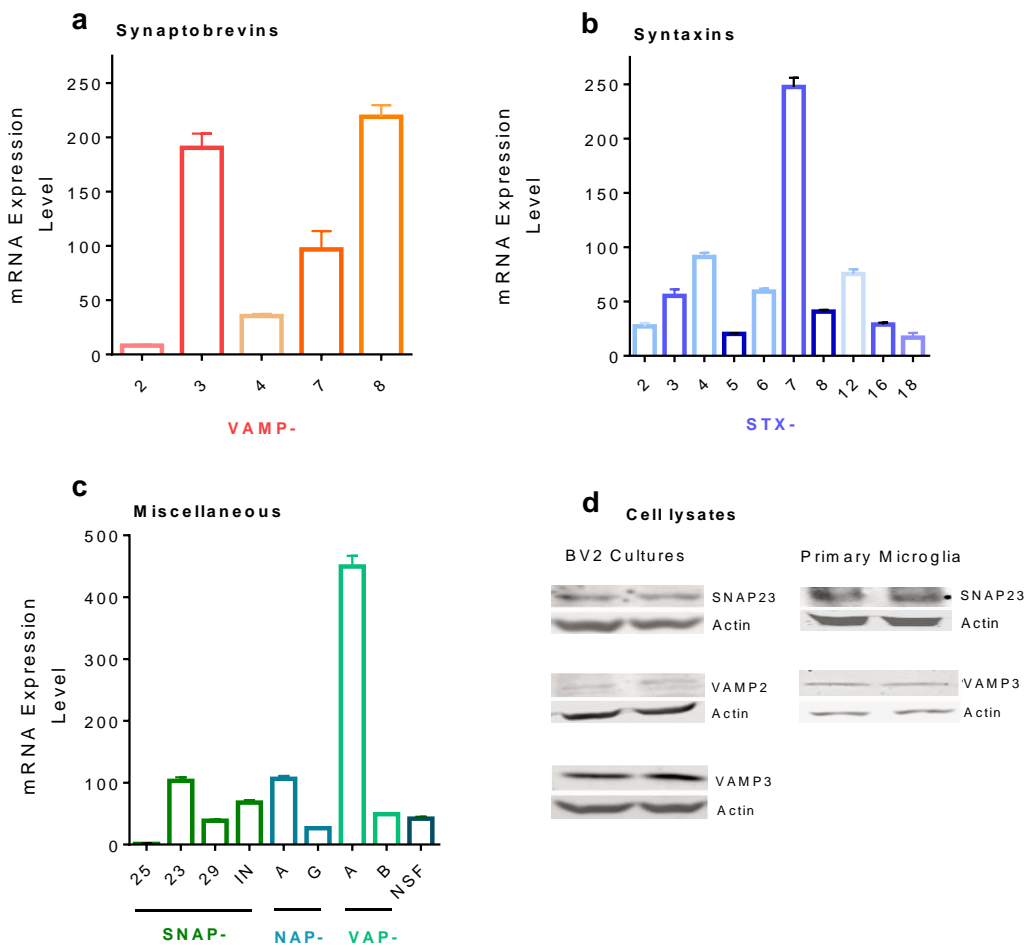 a
Synaptobrevins
mRNA Expression
Level
250
200
150
100
50
0
2 3 4 7 8
VAMP-
b
Syntaxins
mRNA Expression
Level
250
200
150
100
50
0
2 3 4 5 6 7 8 12 16 18
STX-
c
Miscellaneous
mRNA Expression
Level
500
400
300
200
100
0
25 23 29 IN A G A B NSF
SNAP- NAP- VAP-
d
Cell lysates
BV2 Cultures
SNAP23
Actin
VAMP2
Actin
VAMP3
Actin
Primary Microglia
SNAP23
Actin
VAMP3
Actin